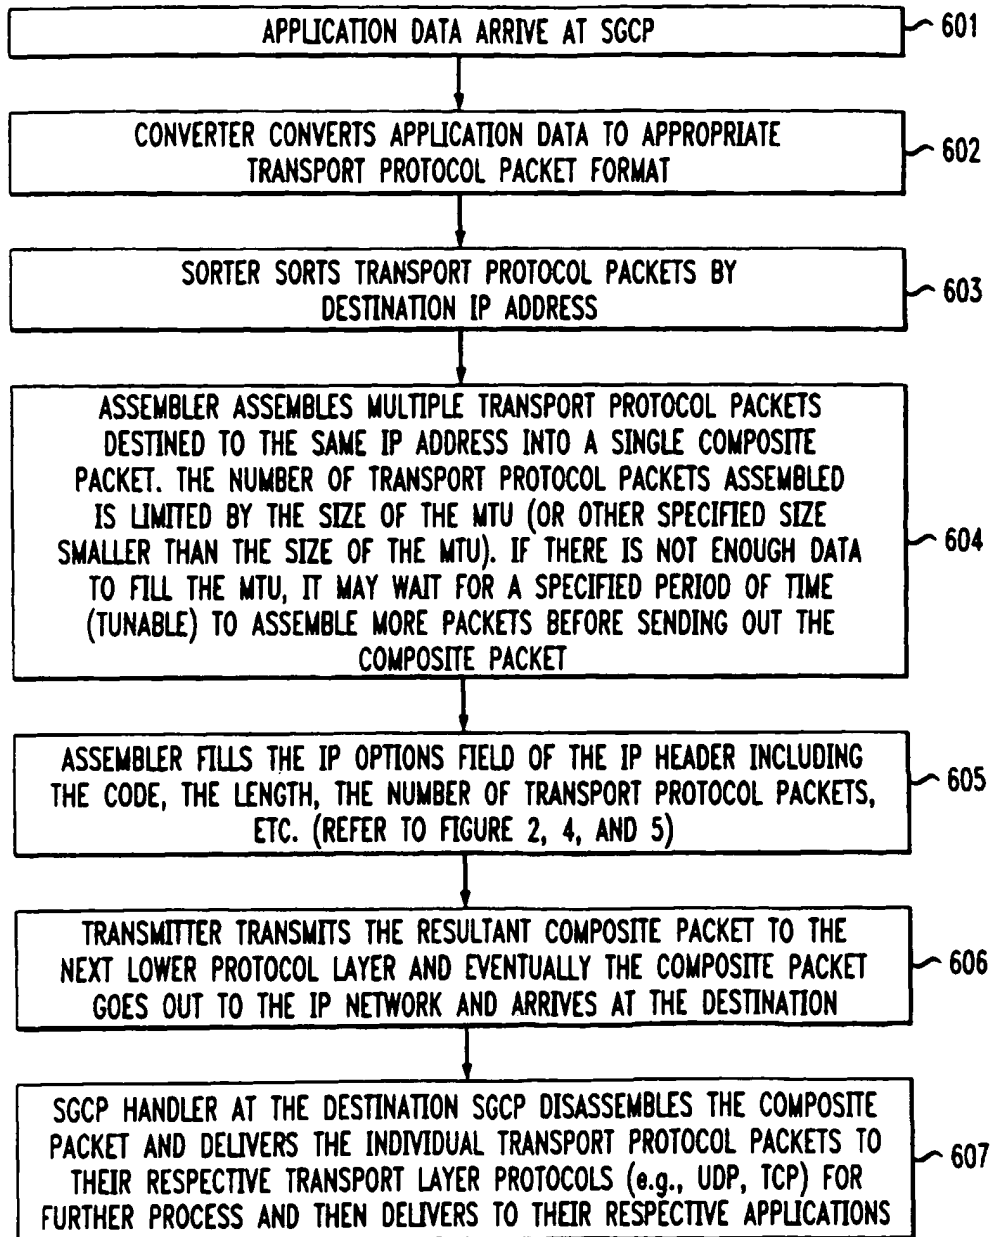 APPLICATION DATA ARRIVE AT SGCP
601
CONVERTER CONVERTS APPLICATION DATA TO APPROPRIATE
TRANSPORT PROTOCOL PACKET FORMAT
602
SORTER SORTS TRANSPORT PROTOCOL PACKETS BY
DESTINATION IP ADDRESS
603
ASSEMBLER ASSEMBLES MULTIPLE TRANSPORT PROTOCOL PACKETS
DESTINED TO THE SAME IP ADDRESS INTO A SINGLE COMPOSITE
PACKET. THE NUMBER OF TRANSPORT PROTOCOL PACKETS ASSEMBLED
IS LIMITED BY THE SIZE OF THE MTU (OR OTHER SPECIFIED SIZE
SMALLER THAN THE SIZE OF THE MTU). IF THERE IS NOT ENOUGH DATA
TO FILL THE MTU, IT MAY WAIT FOR A SPECIFIED PERIOD OF TIME
(TUNABLE) TO ASSEMBLE MORE PACKETS BEFORE SENDING OUT THE
COMPOSITE PACKET
604
ASSEMBLER FILLS THE IP OPTIONS FIELD OF THE IP HEADER INCLUDING
THE CODE, THE LENGTH, THE NUMBER OF TRANSPORT PROTOCOL PACKETS,
ETC. (REFER TO FIGURE 2, 4, AND 5)
605
TRANSMITTER TRANSMITS THE RESULTANT COMPOSITE PACKET TO THE
NEXT LOWER PROTOCOL LAYER AND EVENTUALLY THE COMPOSITE PACKET
GOES OUT TO THE IP NETWORK AND ARRIVES AT THE DESTINATION
606
SGCP HANDLER AT THE DESTINATION SGCP DISASSEMBLES THE COMPOSITE
PACKET AND DELIVERS THE INDIVIDUAL TRANSPORT PROTOCOL PACKETS TO
THEIR RESPECTIVE TRANSPORT LAYER PROTOCOLS (e.g., UDP, TCP) FOR
FURTHER PROCESS AND THEN DELIVERS TO THEIR RESPECTIVE APPLICATIONS
607